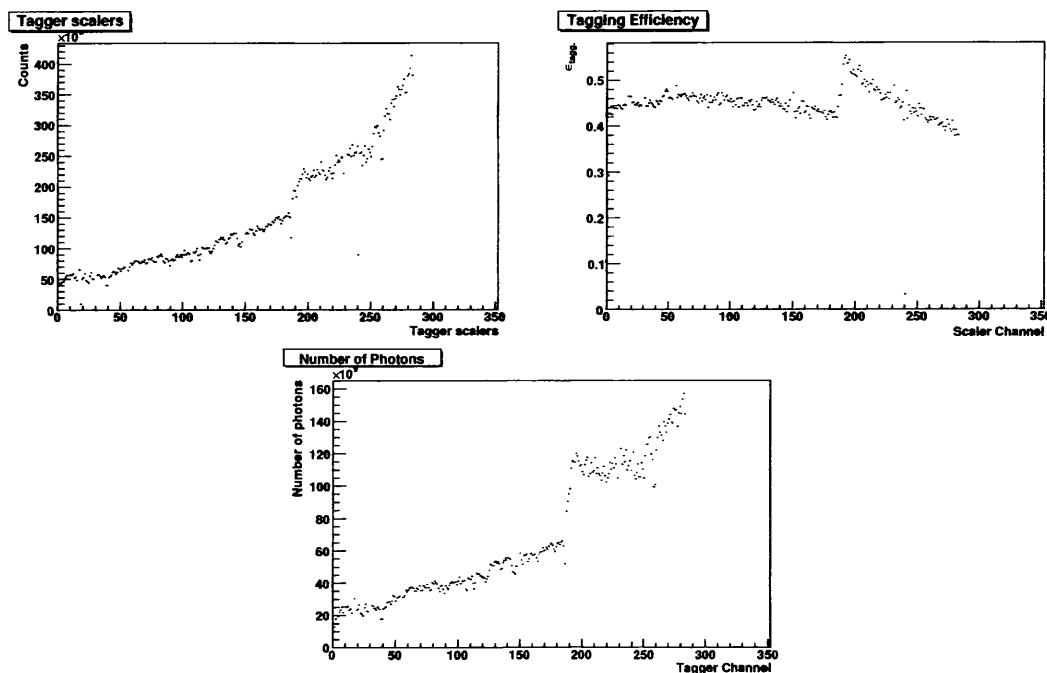 Tagger scalers
×10
Counts
400
350
300
250
200
150
100
50
0
0 50 100 150 200 250 300 350
Tagger scalers
Tagging Efficiency
εtagg.
0.5
0.4
0.3
0.2
0.1
0
0 50 100 150 200 250 300 350
Scaler Channel
Number of Photons
×10
Number of photons
160
140
120
100
80
60
40
20
0
0 50 100 150 200 250 300 350
Tagger Channel